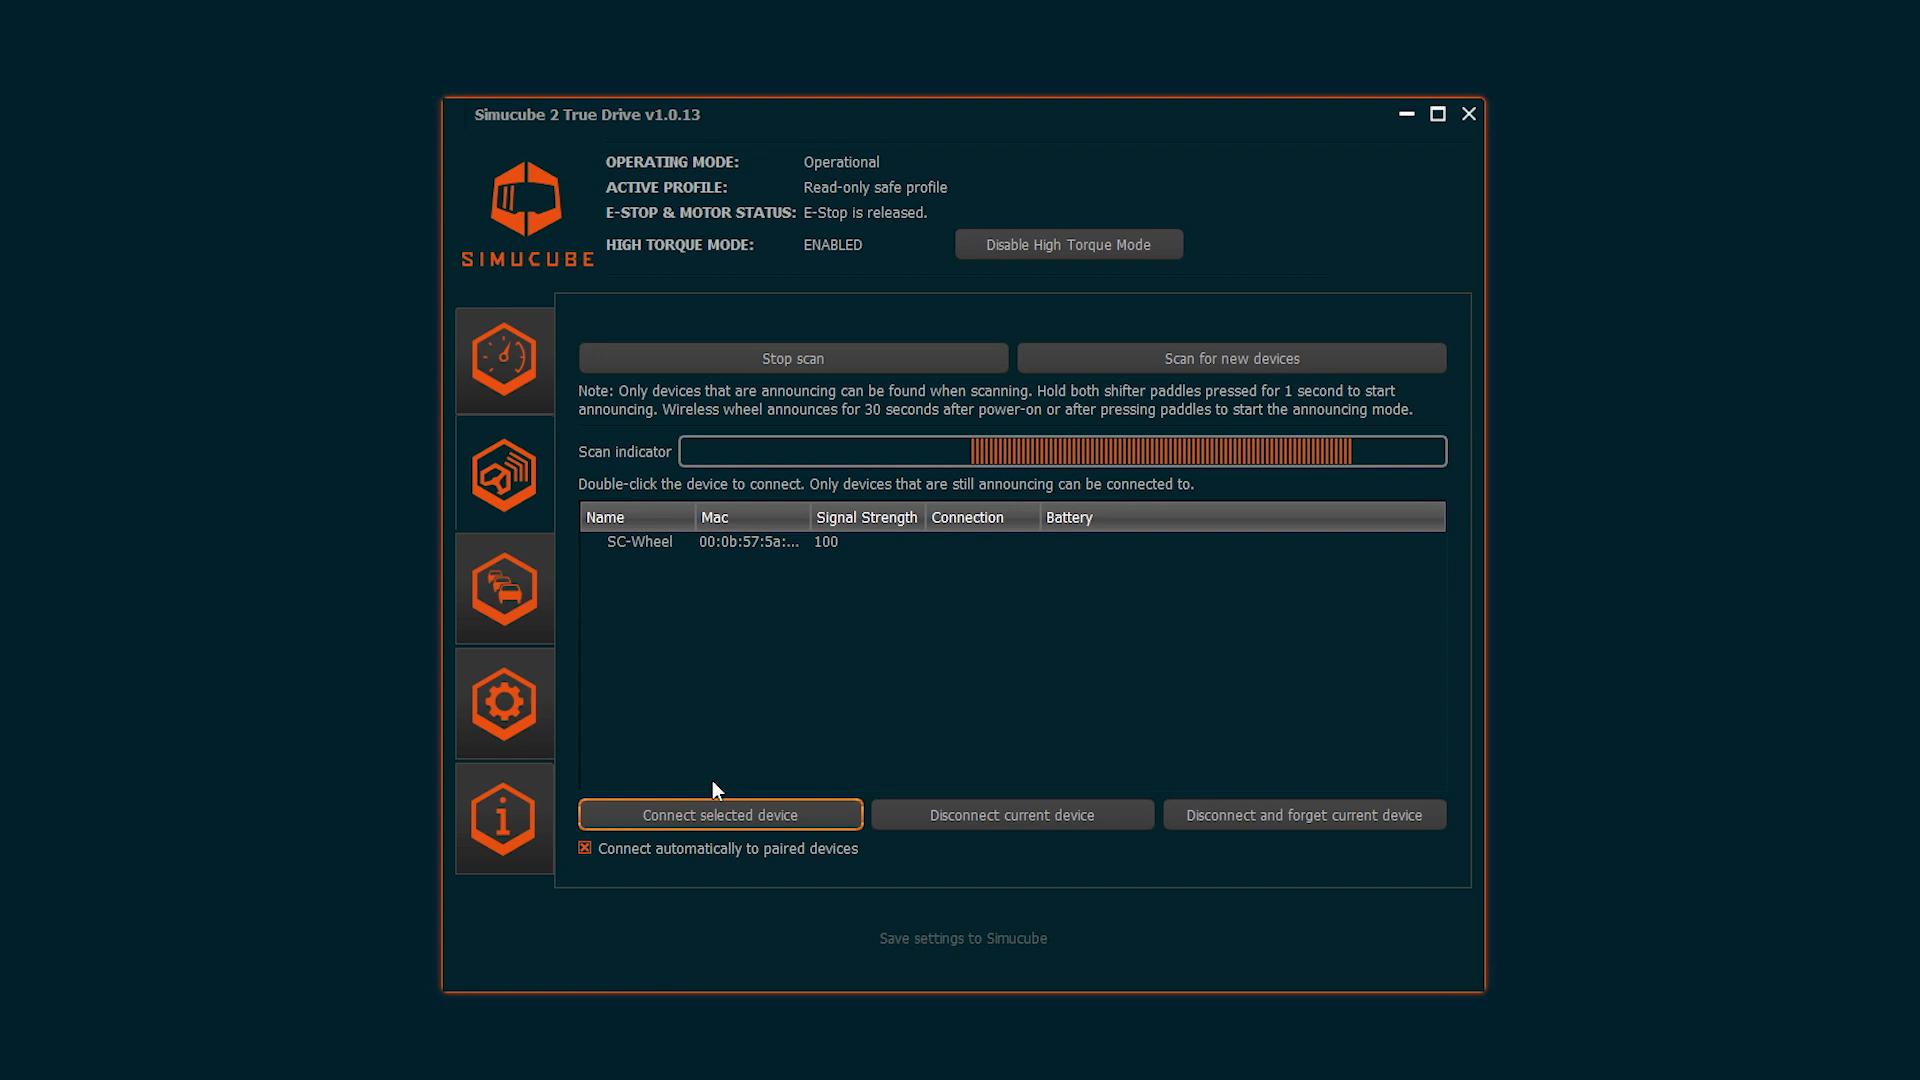 Simucube 2 True Drive v1.0.13
SIMUCUBE
OPERATING MODE: Operational
ACTIVE PROFILE: Read-only safe profile
E-STOP & MOTOR STATUS: E-Stop is released.
HIGH TORQUE MODE: ENABLED Disable High Torque Mode
Stop scan Scan for new devices
Note: Only devices that are announcing can be found when scanning. Hold both shifter paddles pressed for 1 second to start
announcing. Wireless wheel announces for 30 seconds after power-on or after pressing paddles to start the announcing mode.
Scan indicator
Double-click the device to connect. Only devices that are still announcing can be connected to.
Name Mac Signal Strength Connection Battery
SC-Wheel 00:0b:57:5a:... 100
Connect selected device Disconnect current device Disconnect and forget current device
Connect automatically to paired devices
Save settings to Simucube